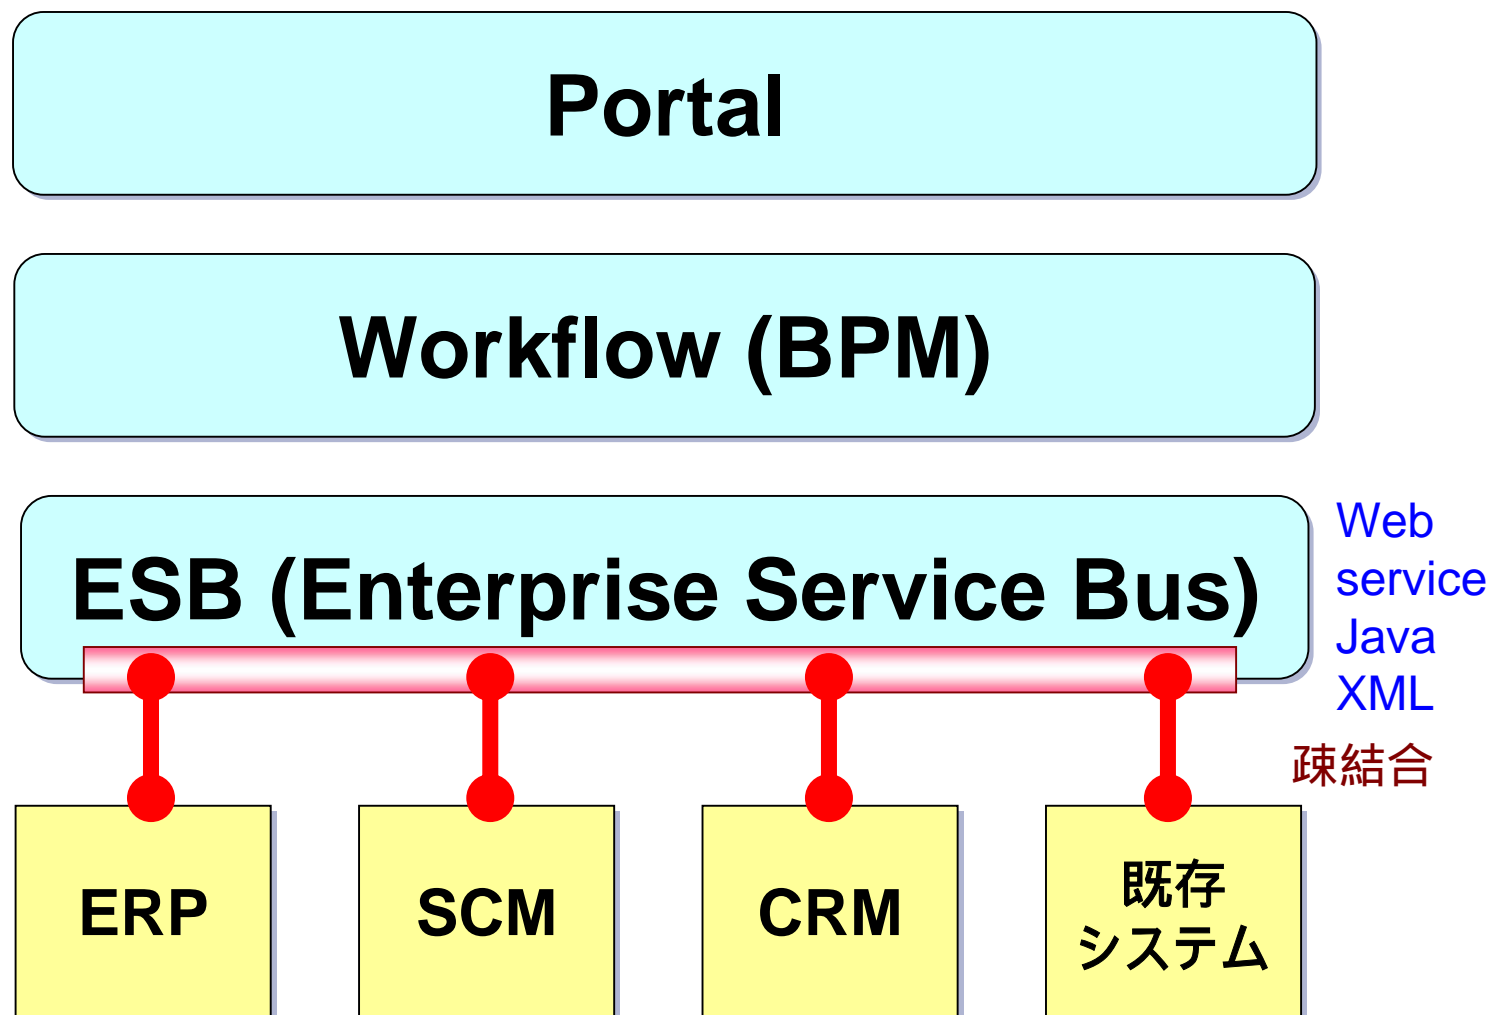 Portal
Workflow (BPM)
ESB (Enterprise Service Bus)
Web
service
Java
XML
疎結合
ERP
SCM
CRM
既存
システム